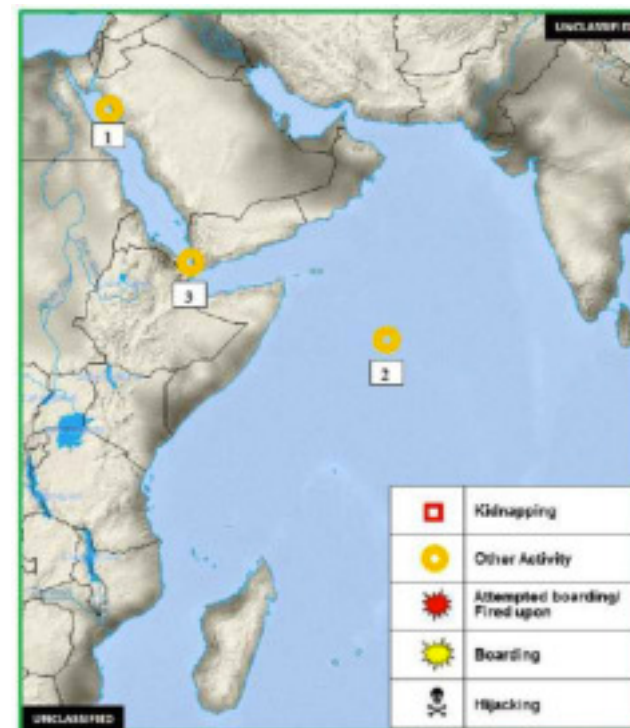 UNCLASSIFIED
1
3
2
Kidnapping
Other Activity
Attempted boarding/
Fired upon
Boarding
Hijacking
UNCLASSIFIED